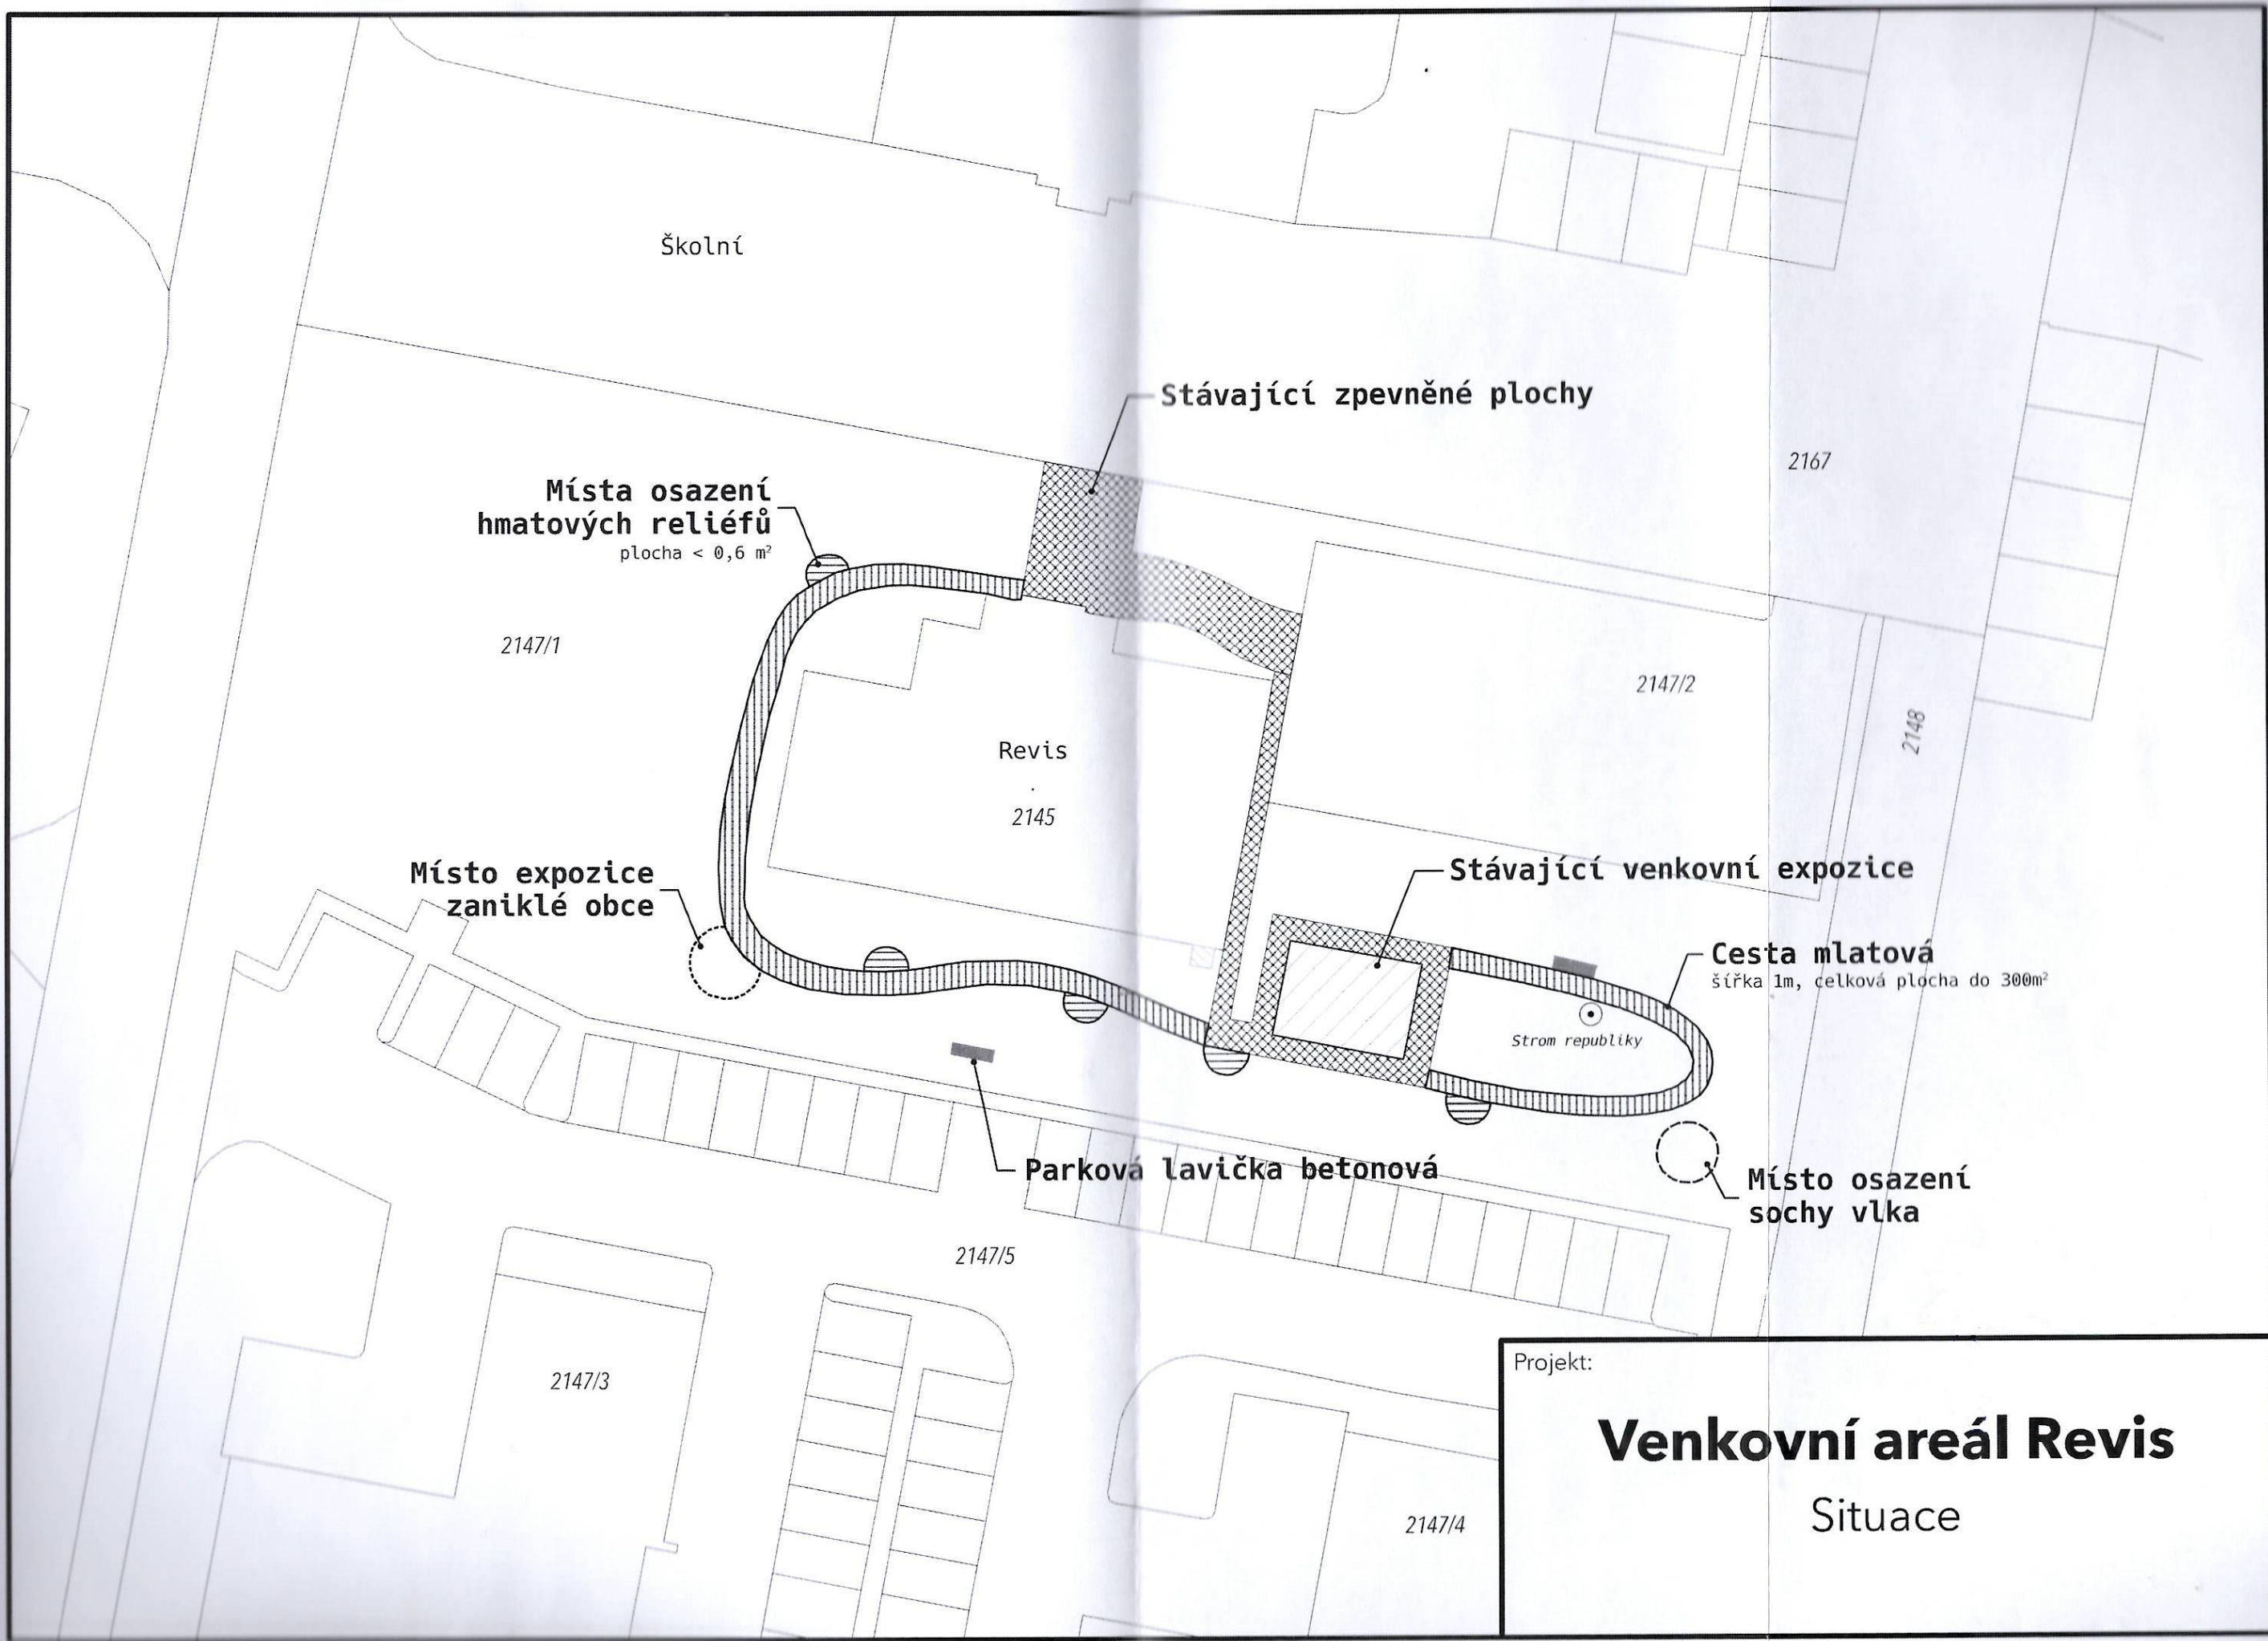 Školní
Stávající zpevněné plochy
2167
Místa osazení
hmatových reliéfů
plocha < 0,6 m²
2147/1
2147/2
2148
Revis
2145
Místo expozice
zaniklé obce
Stávající venkovní expozice
Cesta mlatová
šířka 1m, celková plocha do 300m²
Strom republiky
Parková lavička betonová
Místo osazení
sochy vlka
2147/5
2147/3
2147/4
Projekt:
Venkovní areál Revis
Situace